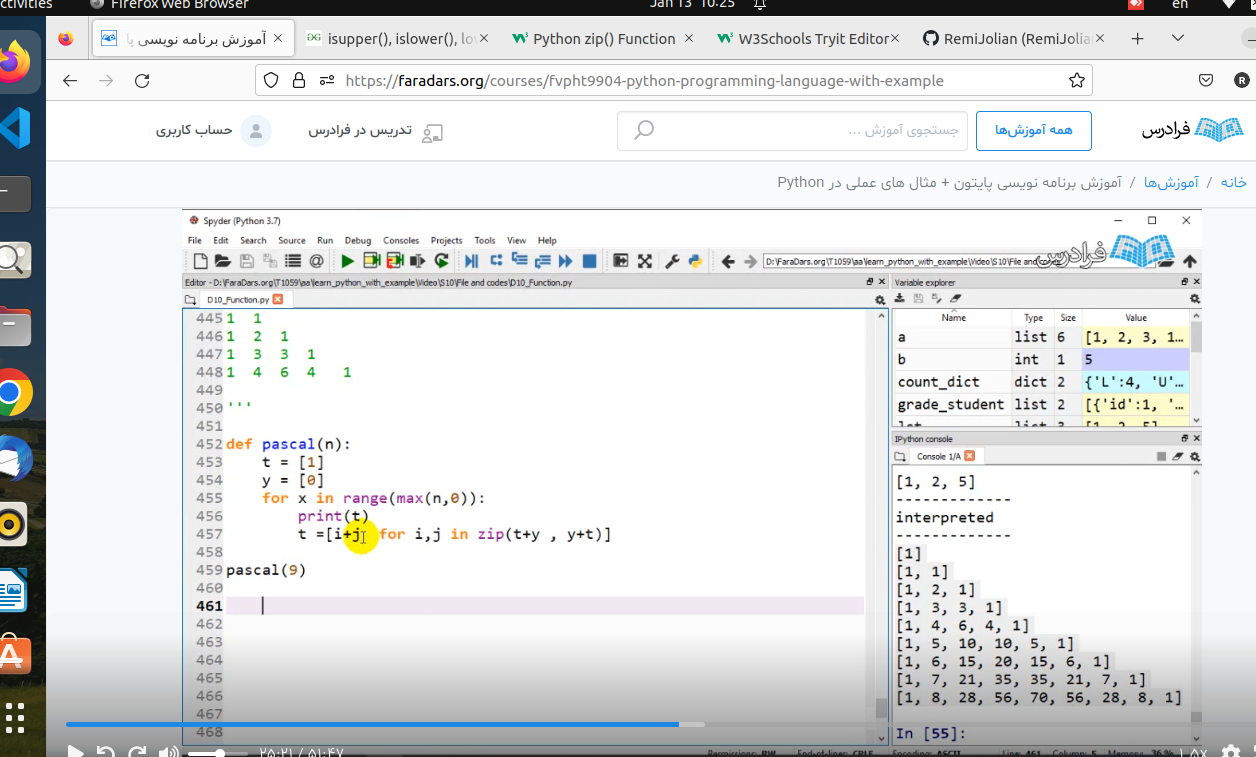 ctivities Firefox Web Browser Jan 13 10:25 en
آموزش برنامه نویسی پا × isupper(), islower(), lo × Python zip() Function × W3Schools Tryit Editor × RemiJolian (RemiJolia ×
https://faradars.org/courses/fvpht9904-python-programming-language-with-example
فرادرس همه آموزش‌ها جستجوی آموزش ... تدریس در فرادرس حساب کاربری
خانه / آموزش‌ها / آموزش برنامه نویسی پایتون + مثال های عملی در Python
Spyder (Python 3.7)
File Edit Search Source Run Debug Consoles Projects Tools View Help
فرادرس
D:\FaraDars.org\T1059\aa\learn_python_with_example\Video\S10\File and codes
Editor - D:\FaraDars.org\T1059\aa\learn_python_with_example\Video\S10\File and codes\D10_Function.py
D10_Function.py
445 1 1
446 1 2 1
447 1 3 3 1
448 1 4 6 4 1
449
450 '''
451
452 def pascal(n):
453 t = [1]
454 y = [0]
455 for x in range(max(n,0)):
456 print(t)
457 t =[i+j for i,j in zip(t+y , y+t)]
458
459 pascal(9)
460
461
462
463
464
465
466
467
468
Variable explorer
Name Type Size Value
a list 6 [1, 2, 3, 1...
b int 1 5
count_dict dict 2 {'L':4, 'U'...
grade_student list 2 [{'id':1, '...
IPython console
Console 1/A
[1, 2, 5]
-------------
interpreted
-------------
[1]
[1, 1]
[1, 2, 1]
[1, 3, 3, 1]
[1, 4, 6, 4, 1]
[1, 5, 10, 10, 5, 1]
[1, 6, 15, 20, 15, 6, 1]
[1, 7, 21, 35, 35, 21, 7, 1]
[1, 8, 28, 56, 70, 56, 28, 8, 1]
In [55]:
Permissions: RW End-of-lines: CRLF Encoding: ASCII Line: 461 Column: 5 Memory: 36 %
۲۵:۲۱ / ۵۱:۴۷ ۱.۵X